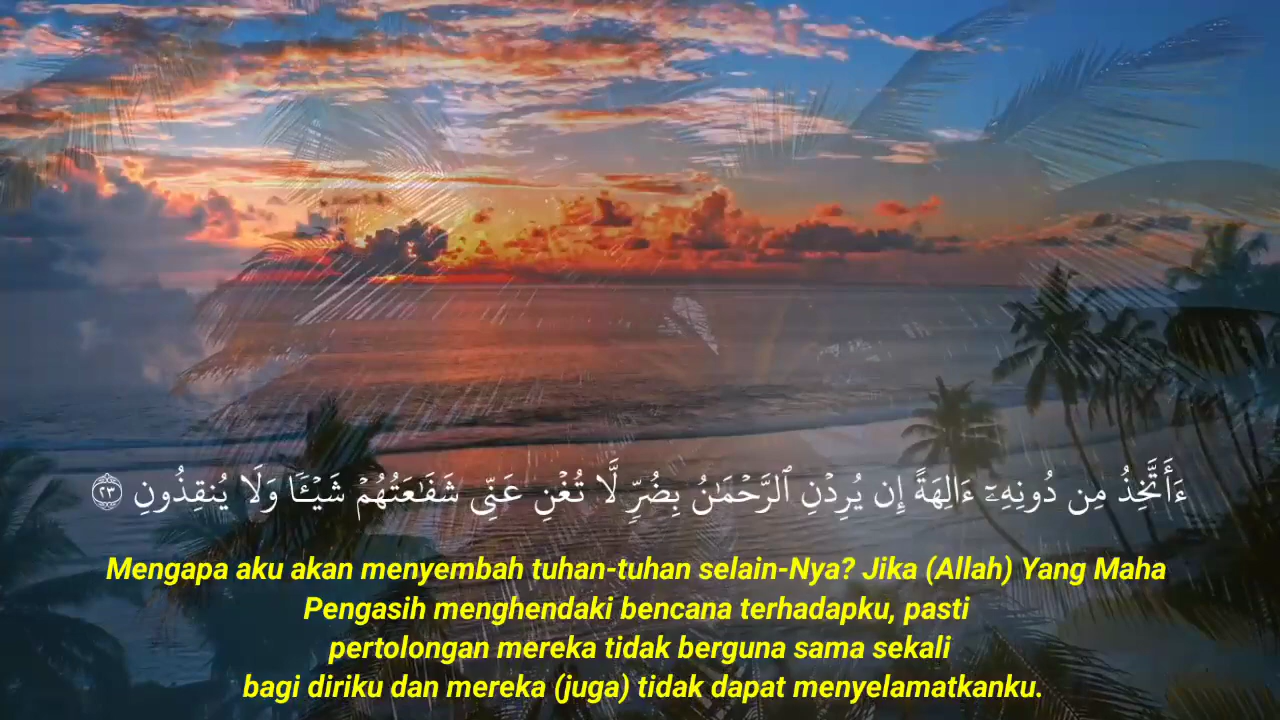 ءَأَتَّخِذُ مِن دُونِهِۦٓ ءَالِهَةً إِن يُرِدْنِ ٱلرَّحْمَـٰنُ بِضُرٍّ لَّا تُغْنِ عَنِّى شَفَـٰعَتُهُمْ شَيْـًٔا وَلَا يُنقِذُونِ ٢٣
Mengapa aku akan menyembah tuhan-tuhan selain-Nya? Jika (Allah) Yang Maha
Pengasih menghendaki bencana terhadapku, pasti
pertolongan mereka tidak berguna sama sekali
bagi diriku dan mereka (juga) tidak dapat menyelamatkanku.